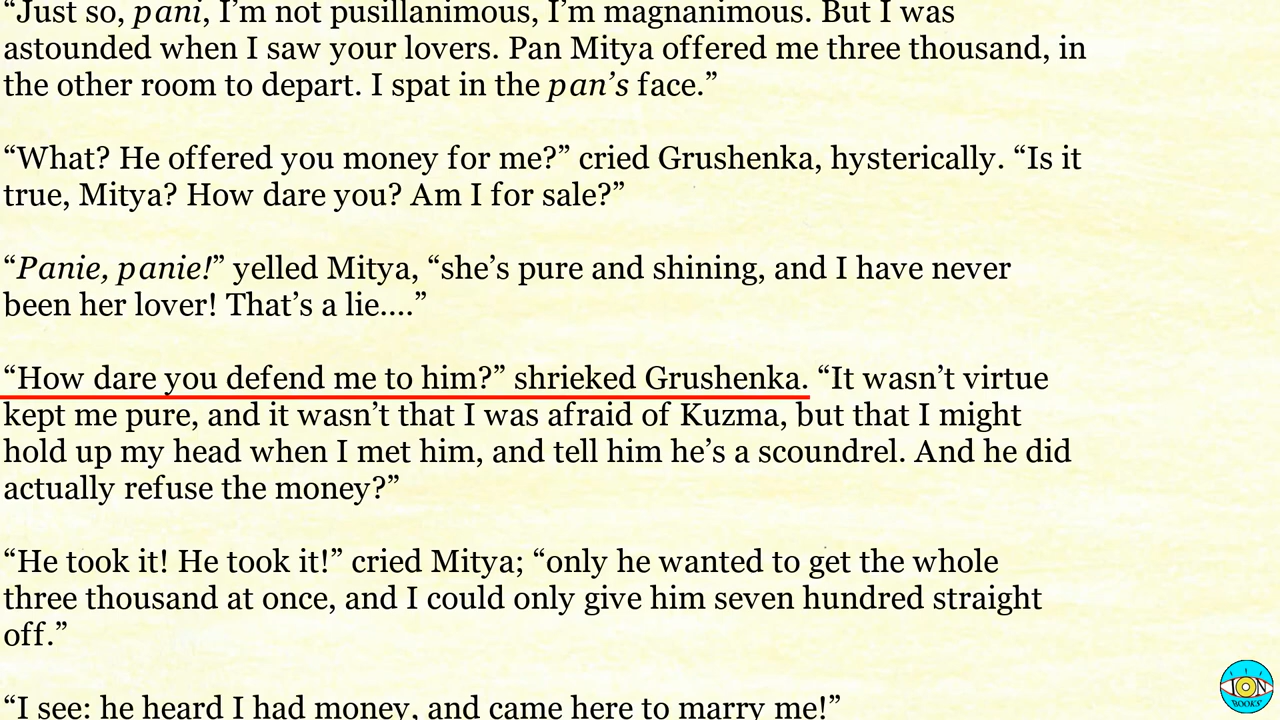 “Just so, pani, I’m not pusillanimous, I’m magnanimous. But I was
astounded when I saw your lovers. Pan Mitya offered me three thousand, in
the other room to depart. I spat in the pan’s face.”
“What? He offered you money for me?” cried Grushenka, hysterically. “Is it
true, Mitya? How dare you? Am I for sale?”
“Panie, panie!” yelled Mitya, “she’s pure and shining, and I have never
been her lover! That’s a lie....”
“How dare you defend me to him?” shrieked Grushenka. “It wasn’t virtue
kept me pure, and it wasn’t that I was afraid of Kuzma, but that I might
hold up my head when I met him, and tell him he’s a scoundrel. And he did
actually refuse the money?”
“He took it! He took it!” cried Mitya; “only he wanted to get the whole
three thousand at once, and I could only give him seven hundred straight
off.”
“I see: he heard I had money, and came here to marry me!”
ION
BOOKS